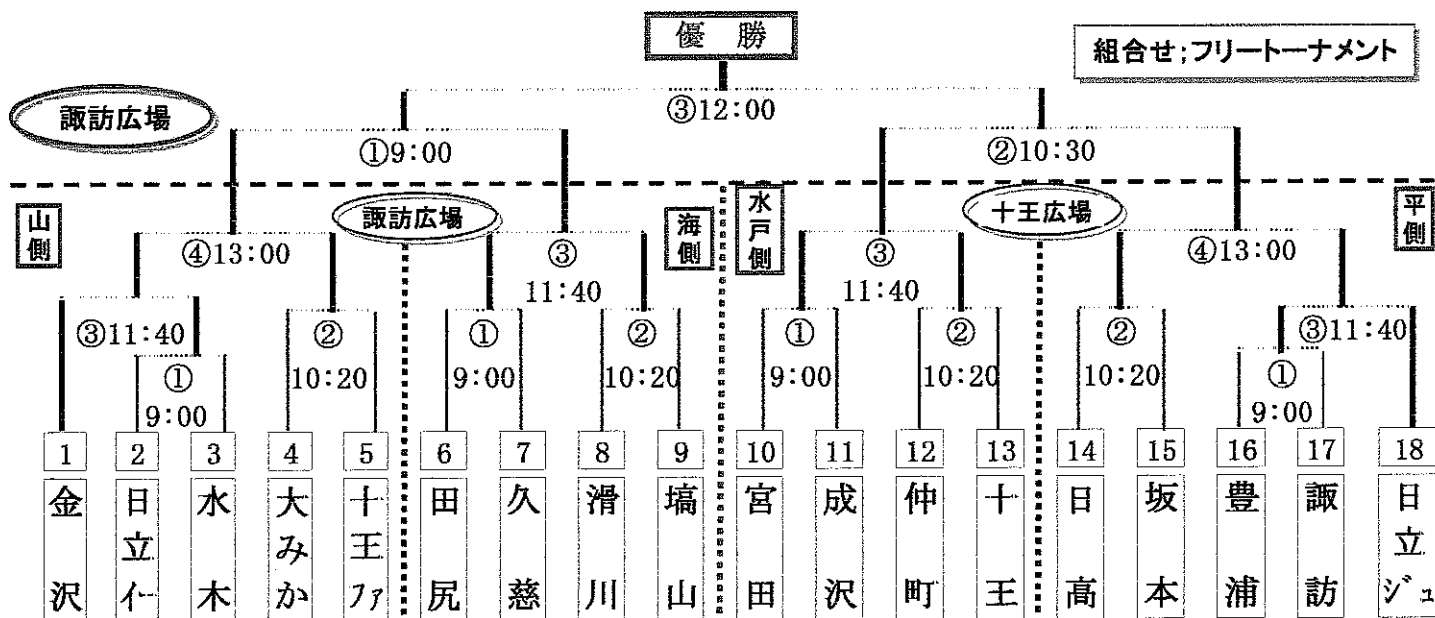 優 勝
組合せ;フリートーナメント
諏訪広場
③12:00
①9:00
②10:30
山側
諏訪広場
海側
水戸側
十王広場
平側
④13:00
③
11:40
③
11:40
④13:00
③11:40
②
10:20
①
9:00
②
10:20
①
9:00
②
10:20
②
10:20
③11:40
①
9:00
①
9:00
1 2 3 4 5 6 7 8 9 10 11 12 13 14 15 16 17 18
金沢
日立イー
水木
大みか
十王ファ
田尻
久慈
滑川
塙山
宮田
成沢
仲町
十王
日高
坂本
豊浦
諏訪
日立ジュ